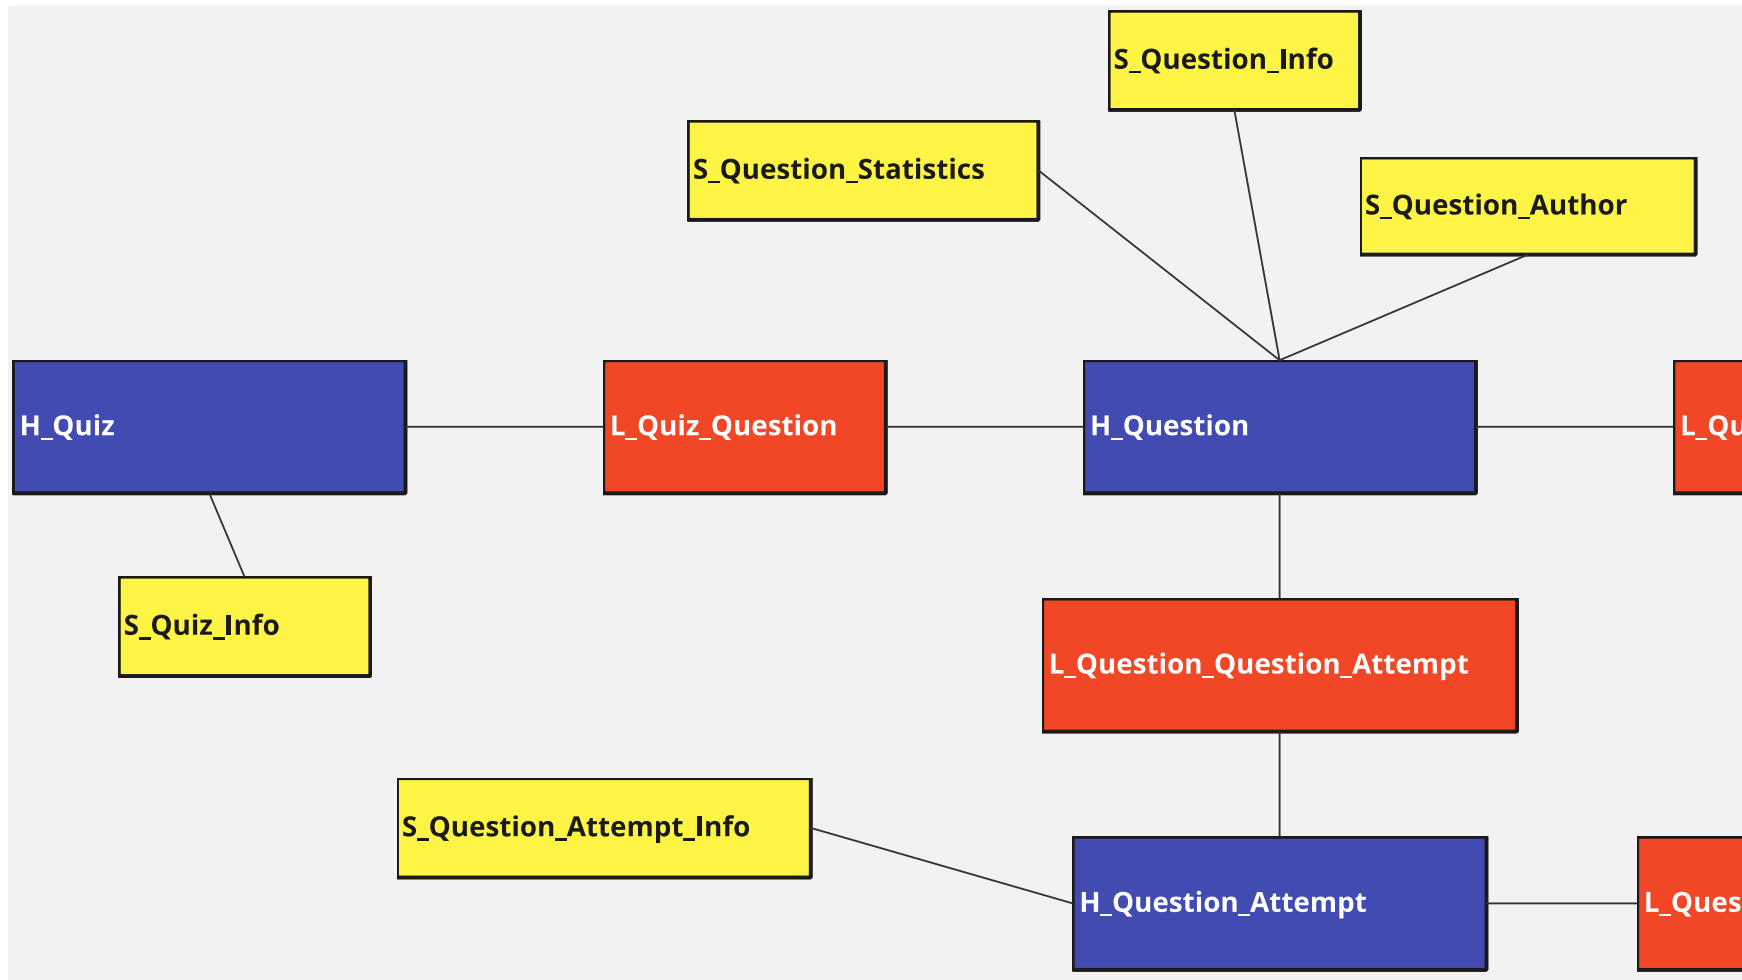 S_Question_Info
S_Question_Statistics
S_Question_Author
H_Quiz
L_Quiz_Question
H_Question
S_Quiz_Info
L_Question_Question_Attempt
S_Question_Attempt_Info
H_Question_Attempt